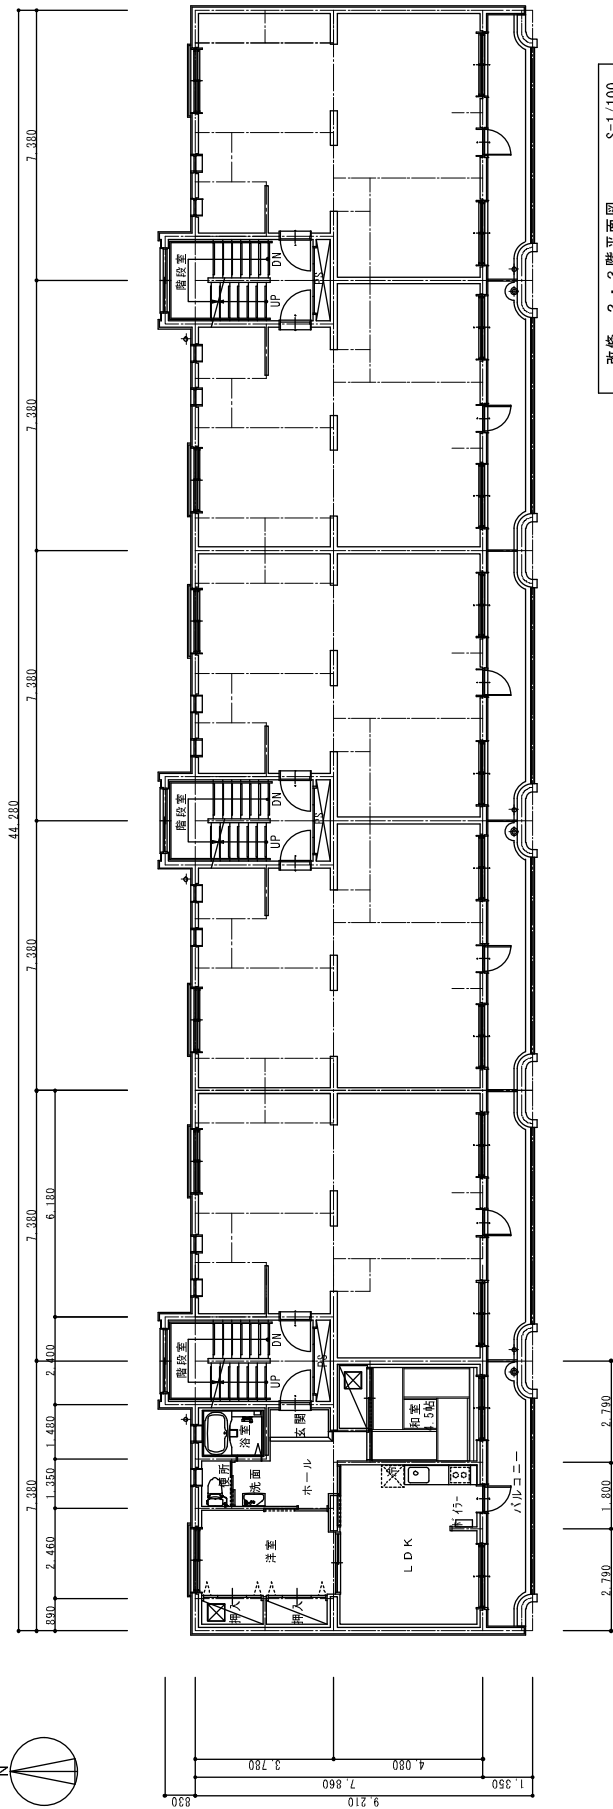 改修　2・3階平面図　S=1/100
44.280
7.380
7.380
7.380
7.380
7.380
7.380
6.180
2.400
1.480
1.350
2.460
890
階段室
UP
DN
PS
階段室
UP
DN
PS
階段室
UP
DN
PS
浴室
玄関
便所
洗面
ホール
洋室
押入
押入
和室
4.5帖
冷
LDK
バルコニー
2.790
1.800
2.790
N
3.780
4.080
7.860
1.350
830
9.210